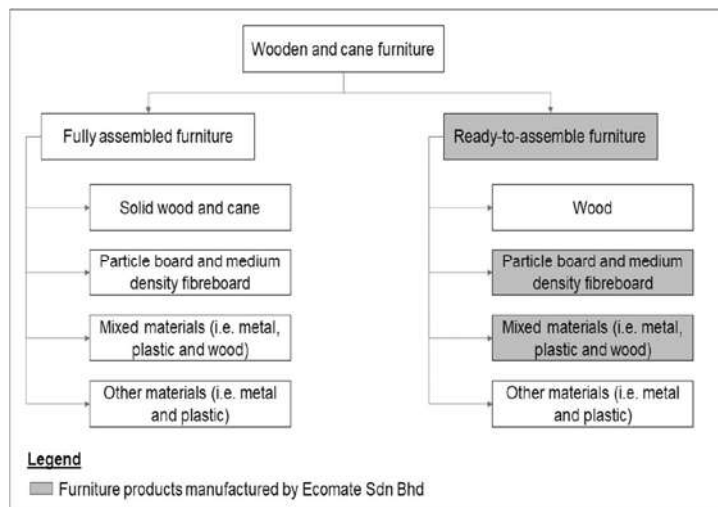 Wooden and cane furniture
Fully assembled furniture
Ready-to-assemble furniture
Solid wood and cane
Wood
Particle board and medium
density fibreboard
Particle board and medium
density fibreboard
Mixed materials (i.e. metal,
plastic and wood)
Mixed materials (i.e. metal,
plastic and wood)
Other materials (i.e. metal
and plastic)
Other materials (i.e. metal
and plastic)
Legend
Furniture products manufactured by Ecomate Sdn Bhd